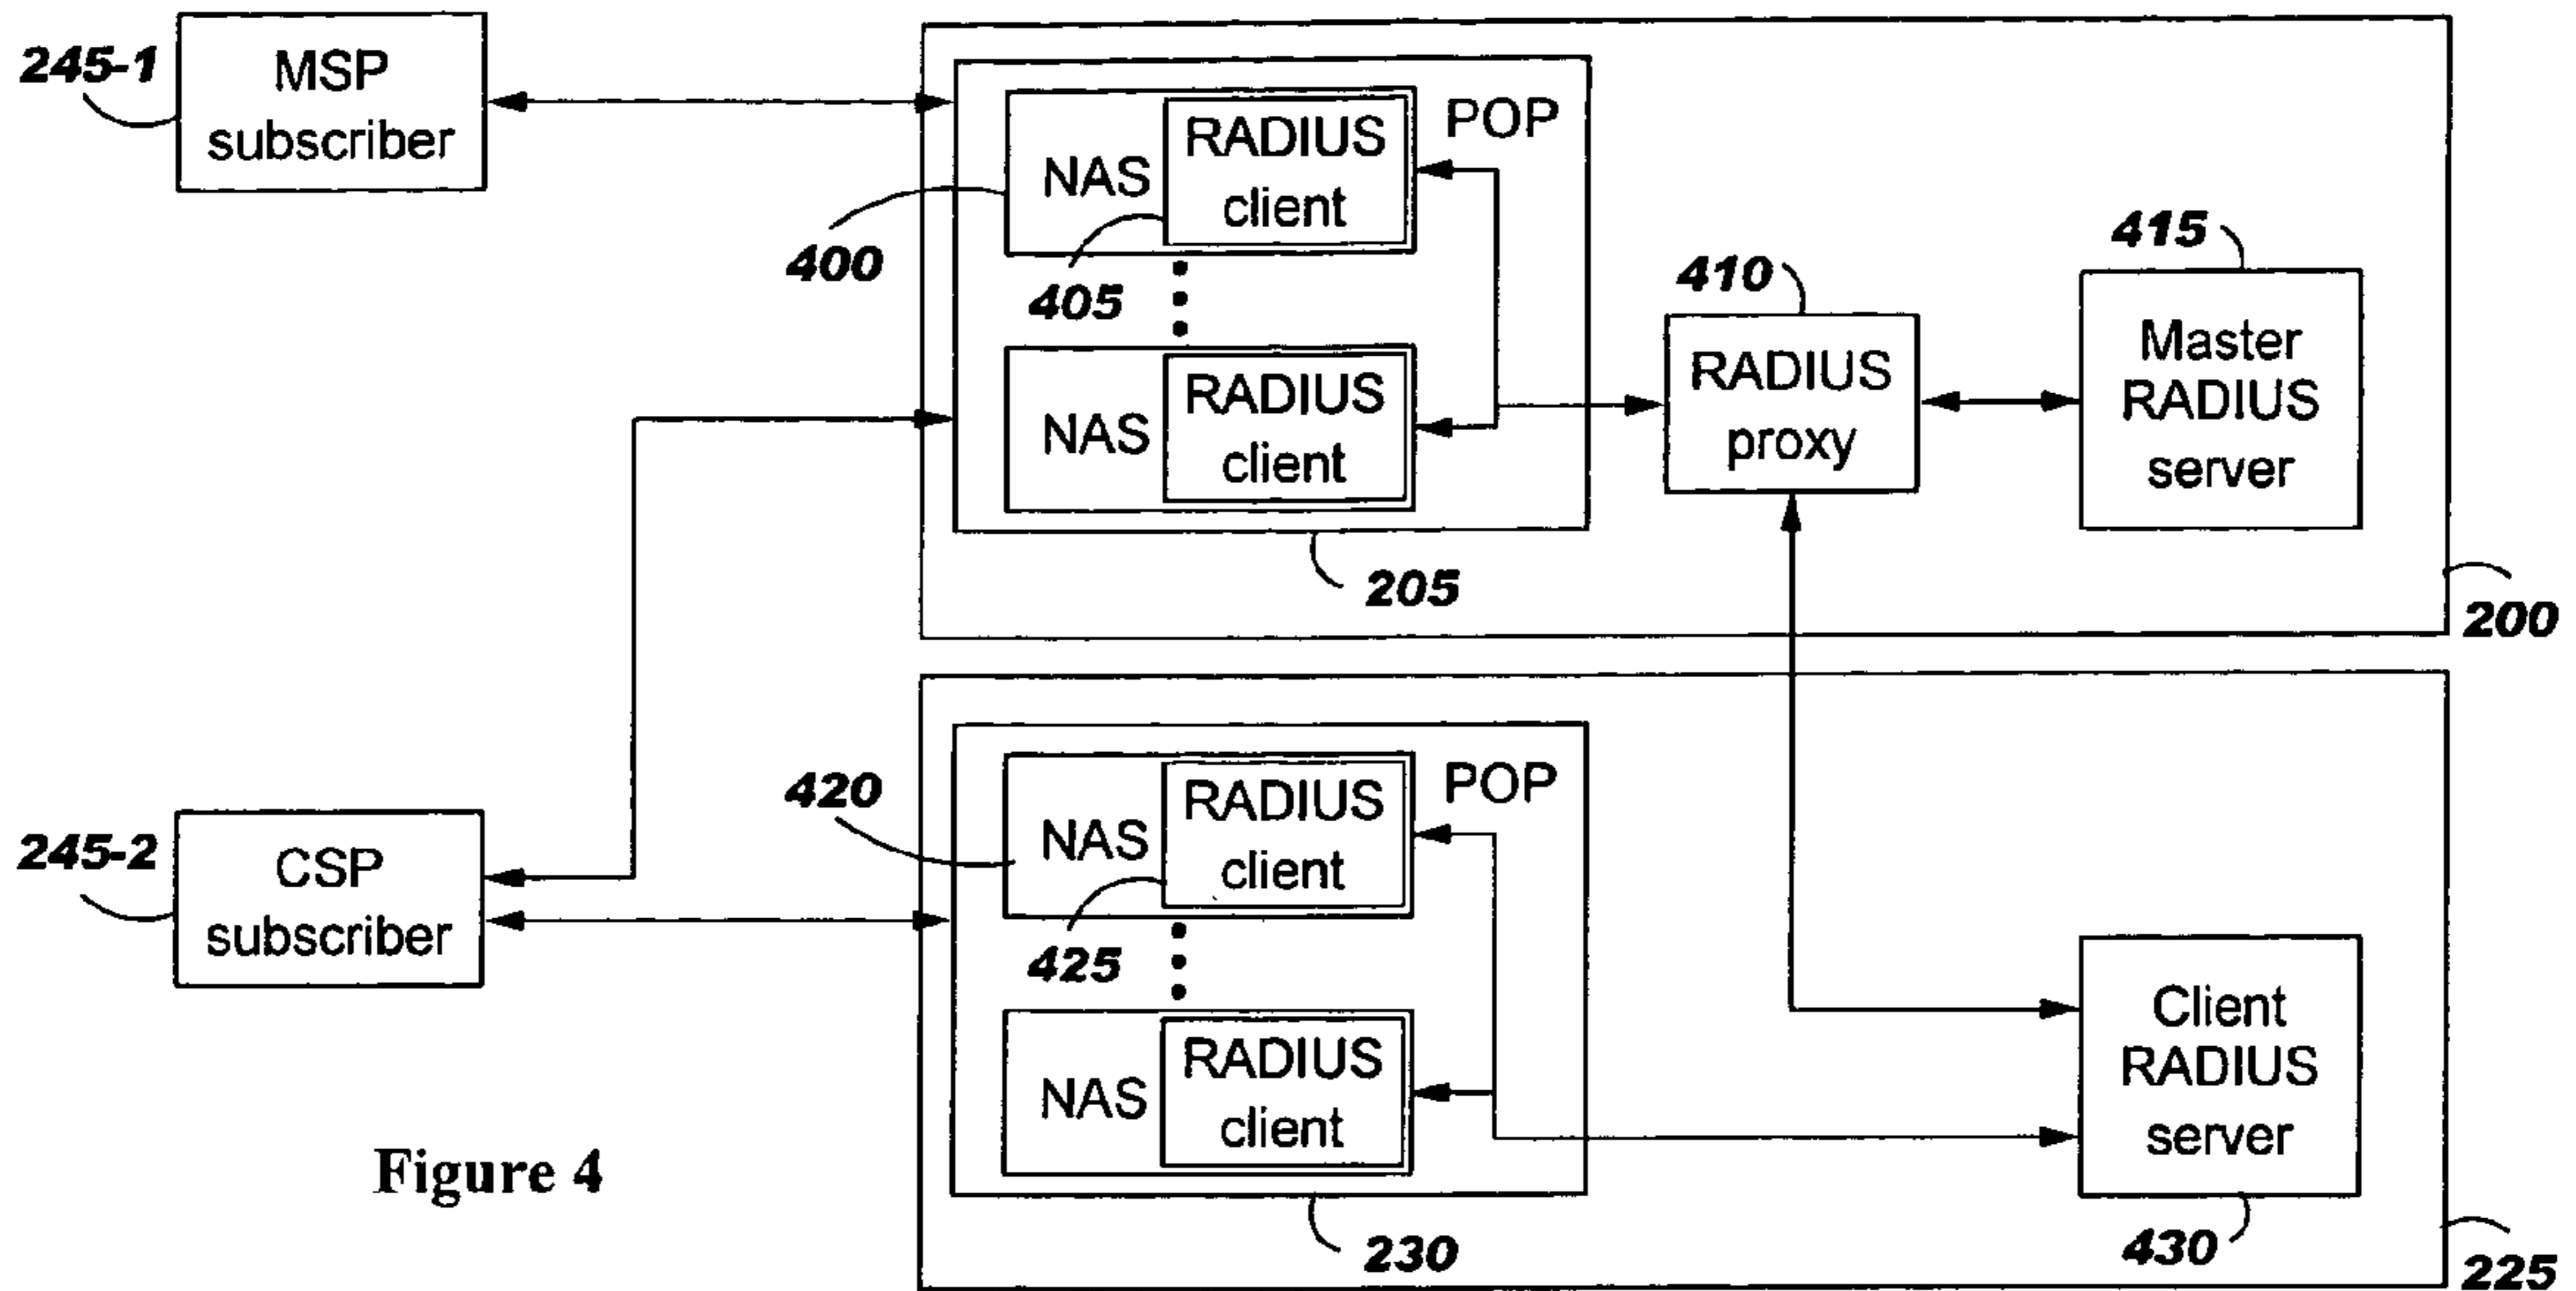 245-1
MSP
subscriber
400
NAS
RADIUS
client
405
POP
NAS
RADIUS
client
205
410
RADIUS
proxy
415
Master
RADIUS
server
200
245-2
CSP
subscriber
420
NAS
RADIUS
client
425
POP
NAS
RADIUS
client
230
Client
RADIUS
server
430
225
Figure 4